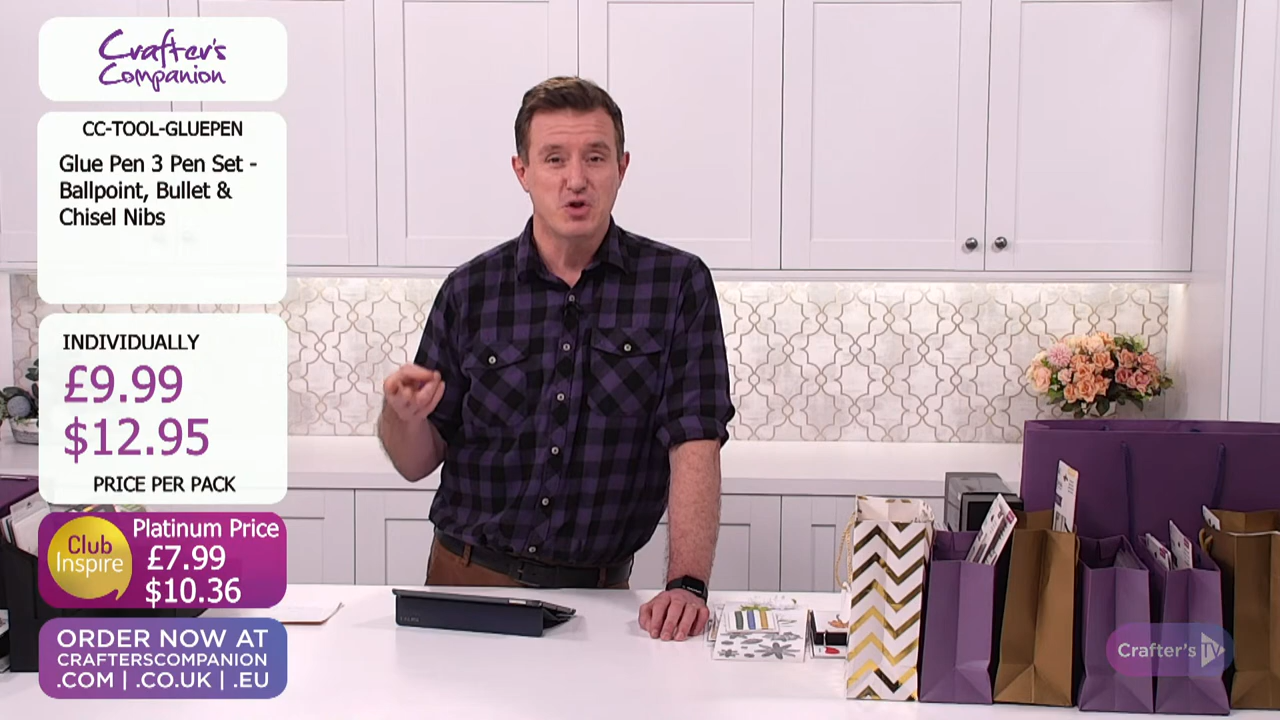 Crafter's
Companion
CC-TOOL-GLUEPEN
Glue Pen 3 Pen Set -
Ballpoint, Bullet &
Chisel Nibs
INDIVIDUALLY
£9.99
$12.95
PRICE PER PACK
Club
Inspire
Platinum Price
£7.99
$10.36
ORDER NOW AT
CRAFTERSCOMPANION
.COM | .CO.UK | .EU
Crafter's TV